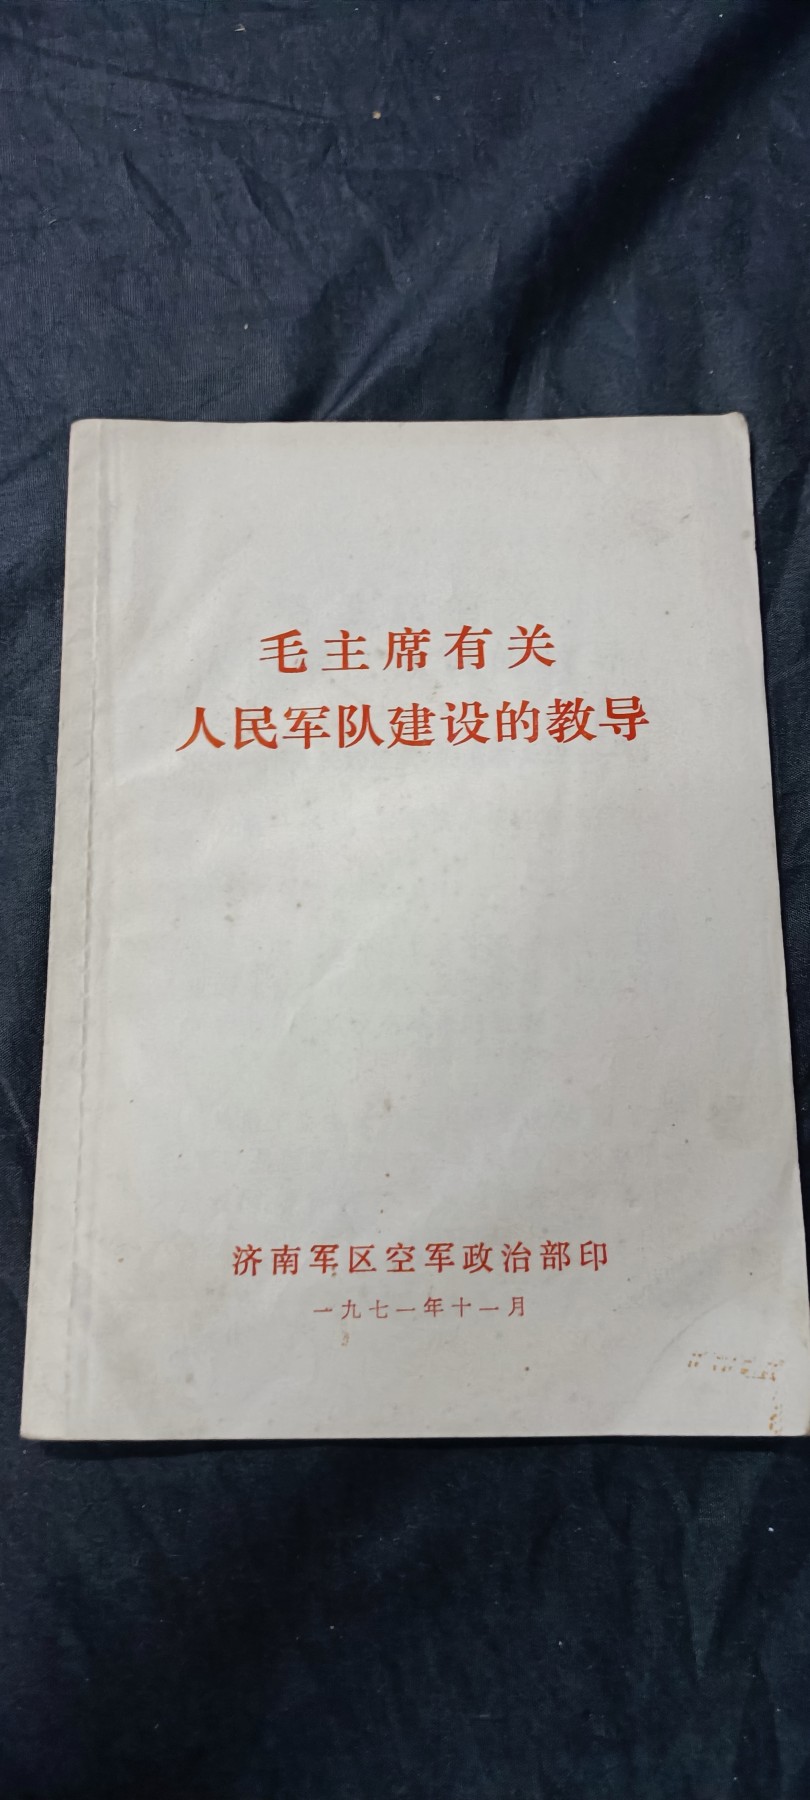 毛主席有关
人民军队建设的教导
济南军区空军政治部印
一九七一年十一月